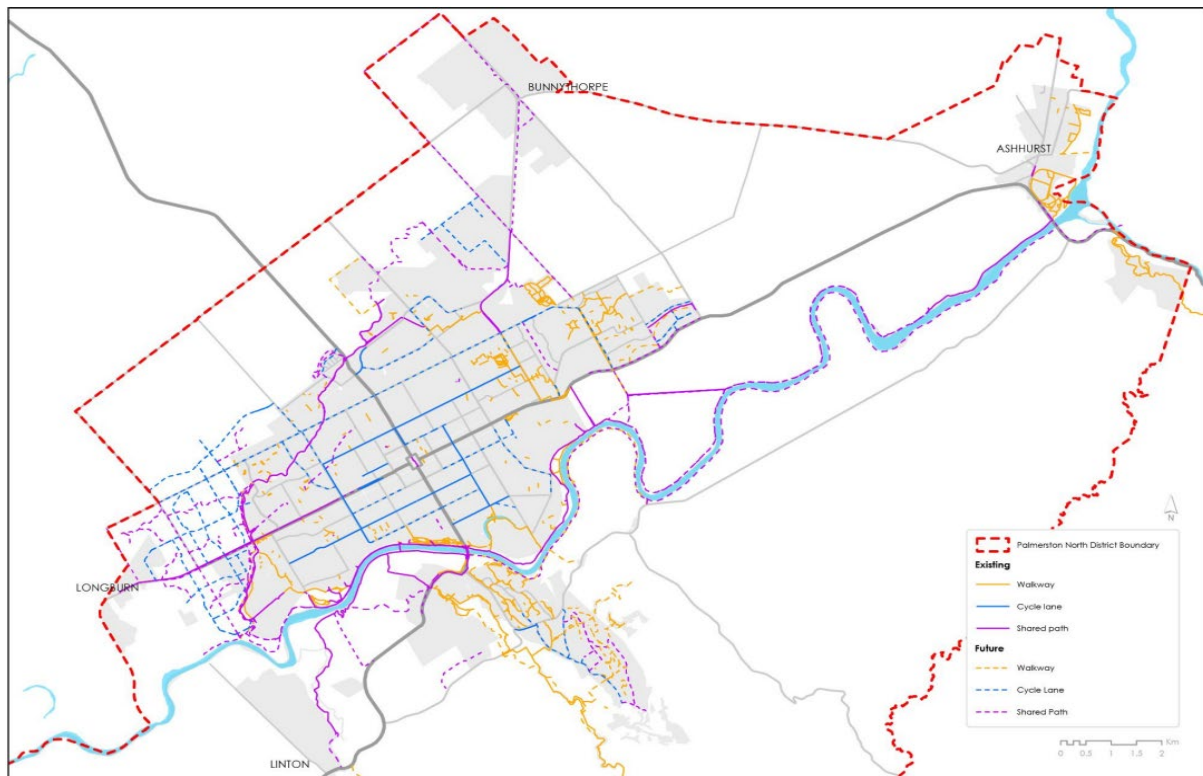 BUNNYTHORPE
ASHHURST
LONGBURN
LINTON
N
Palmerston North District Boundary
Existing
Walkway
Cycle lane
Shared path
Future
Walkway
Cycle Lane
Shared Path
Km
0 0.5 1 1.5 2